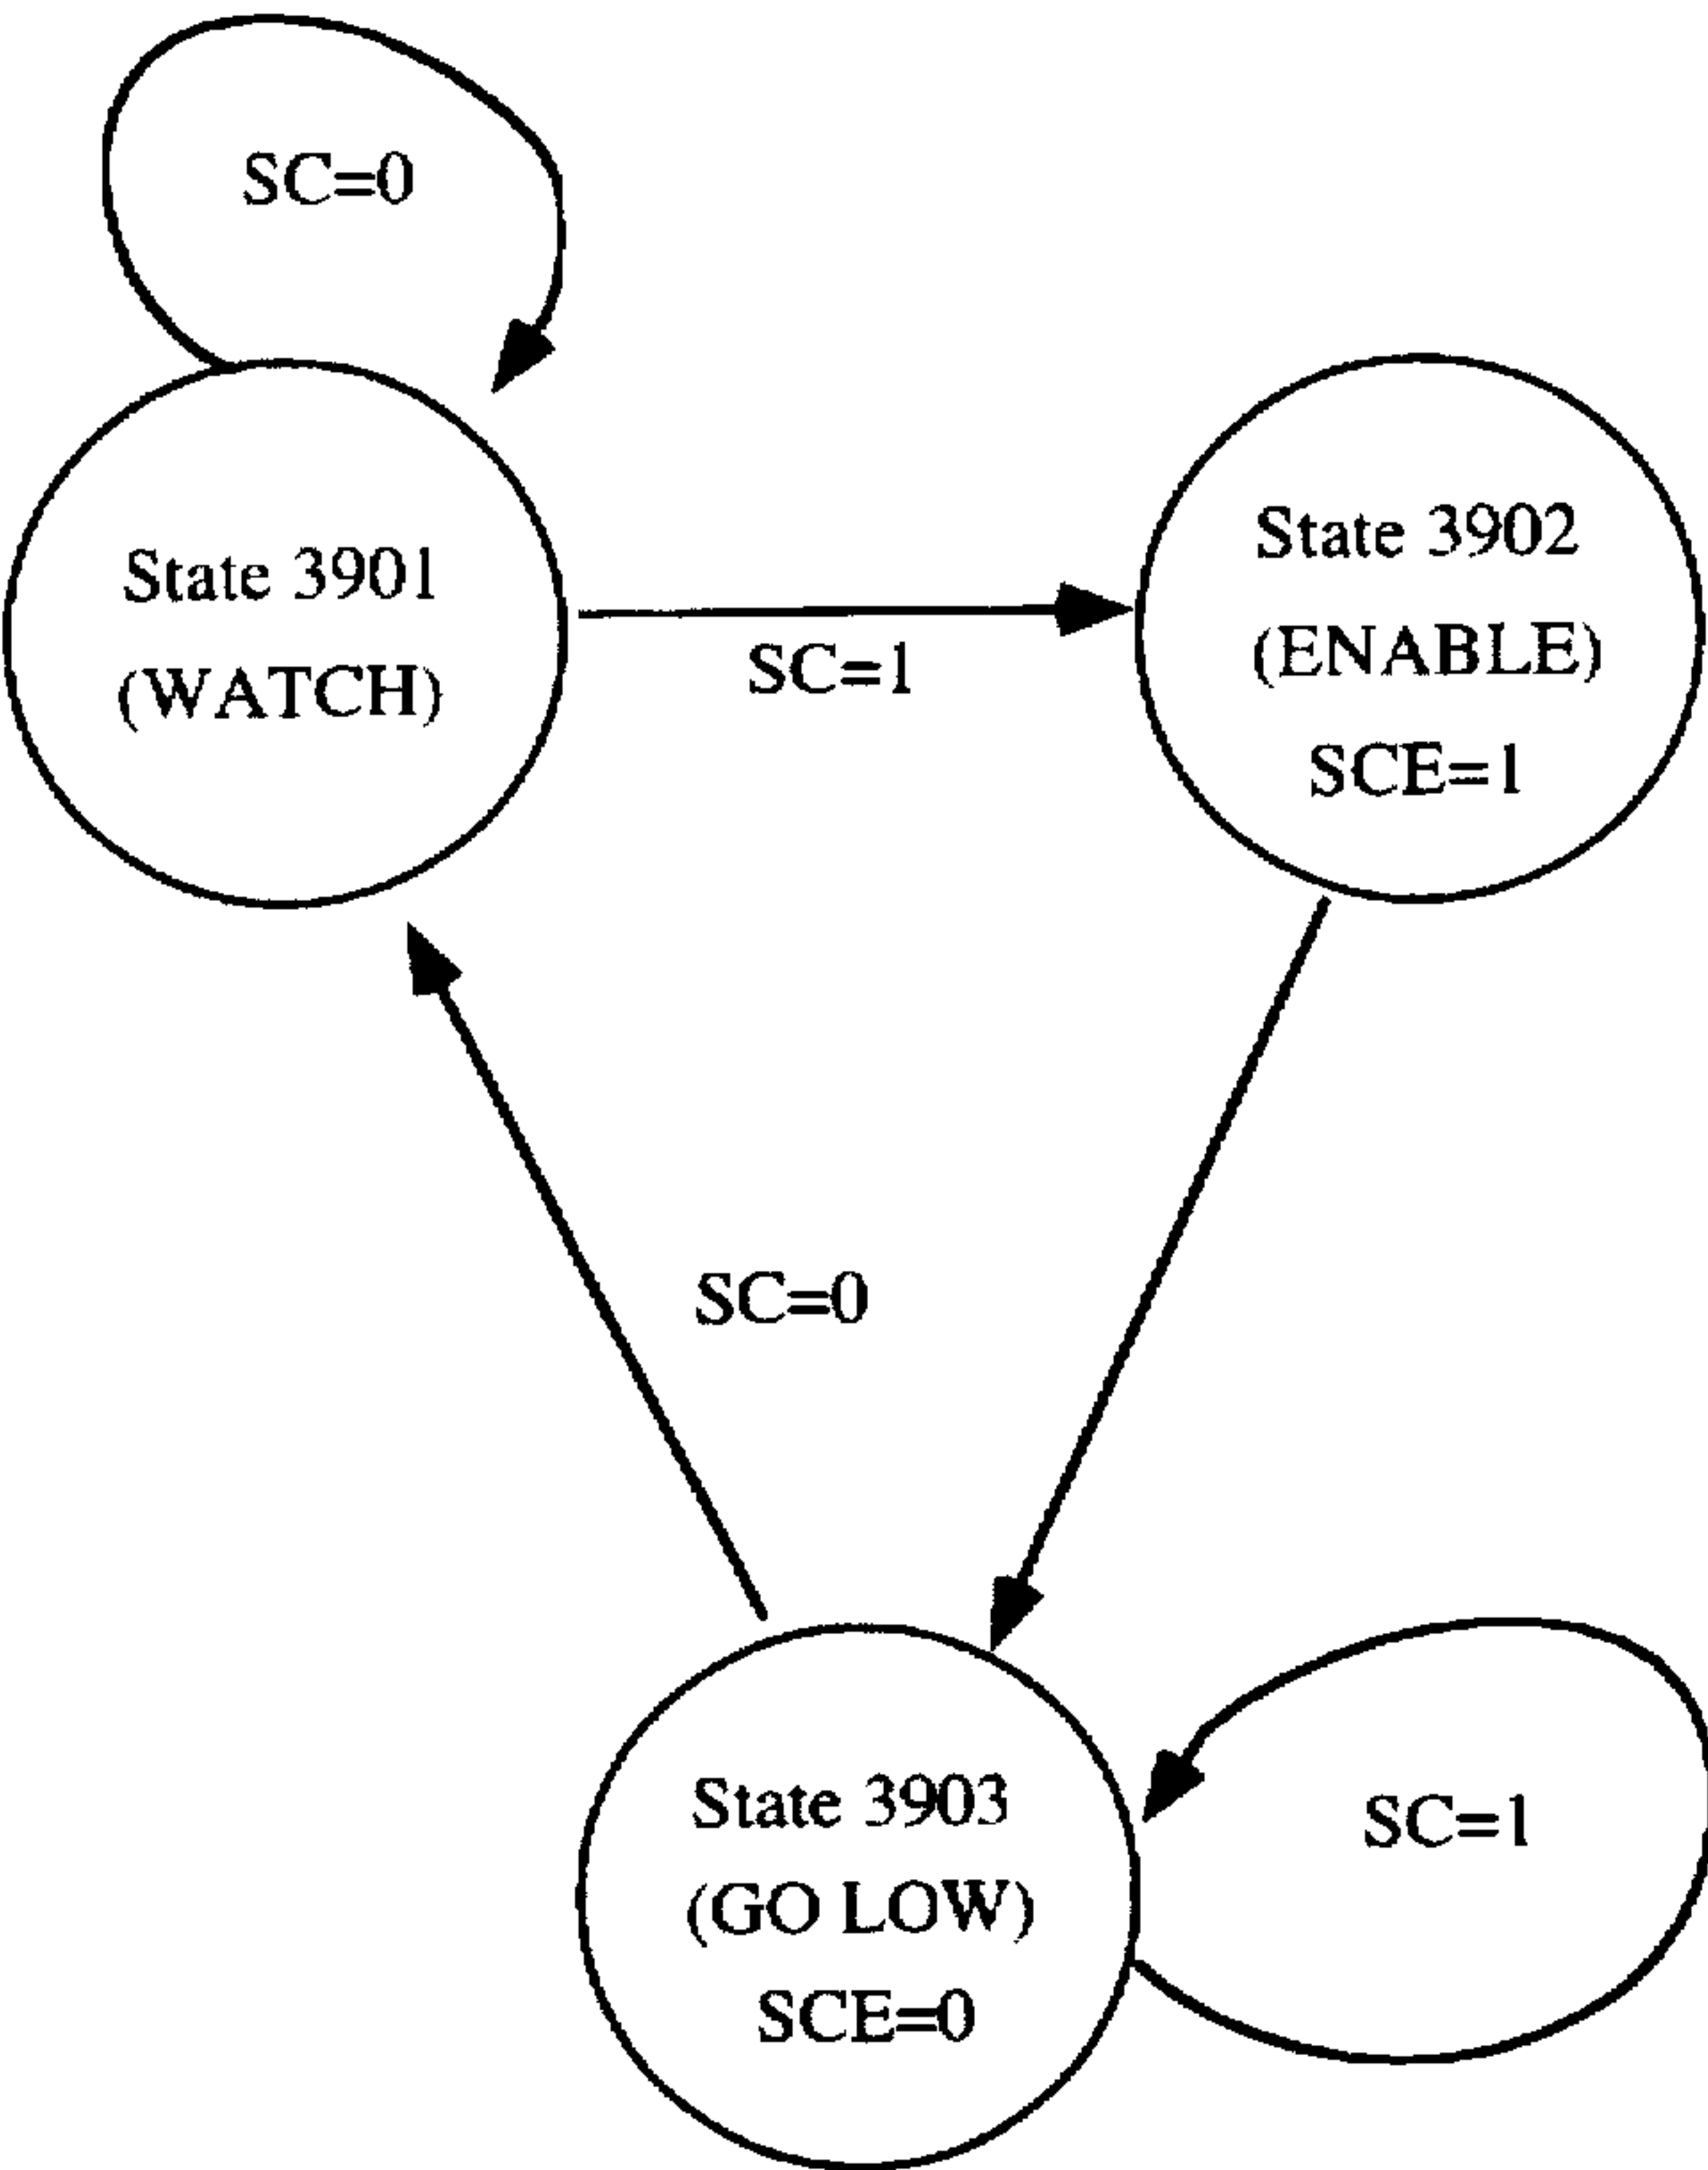 SC=0
State 3901
(WATCH)
SC=1
State 3902
(ENABLE)
SCE=1
SC=0
State 3903
(GO LOW)
SCE=0
SC=1